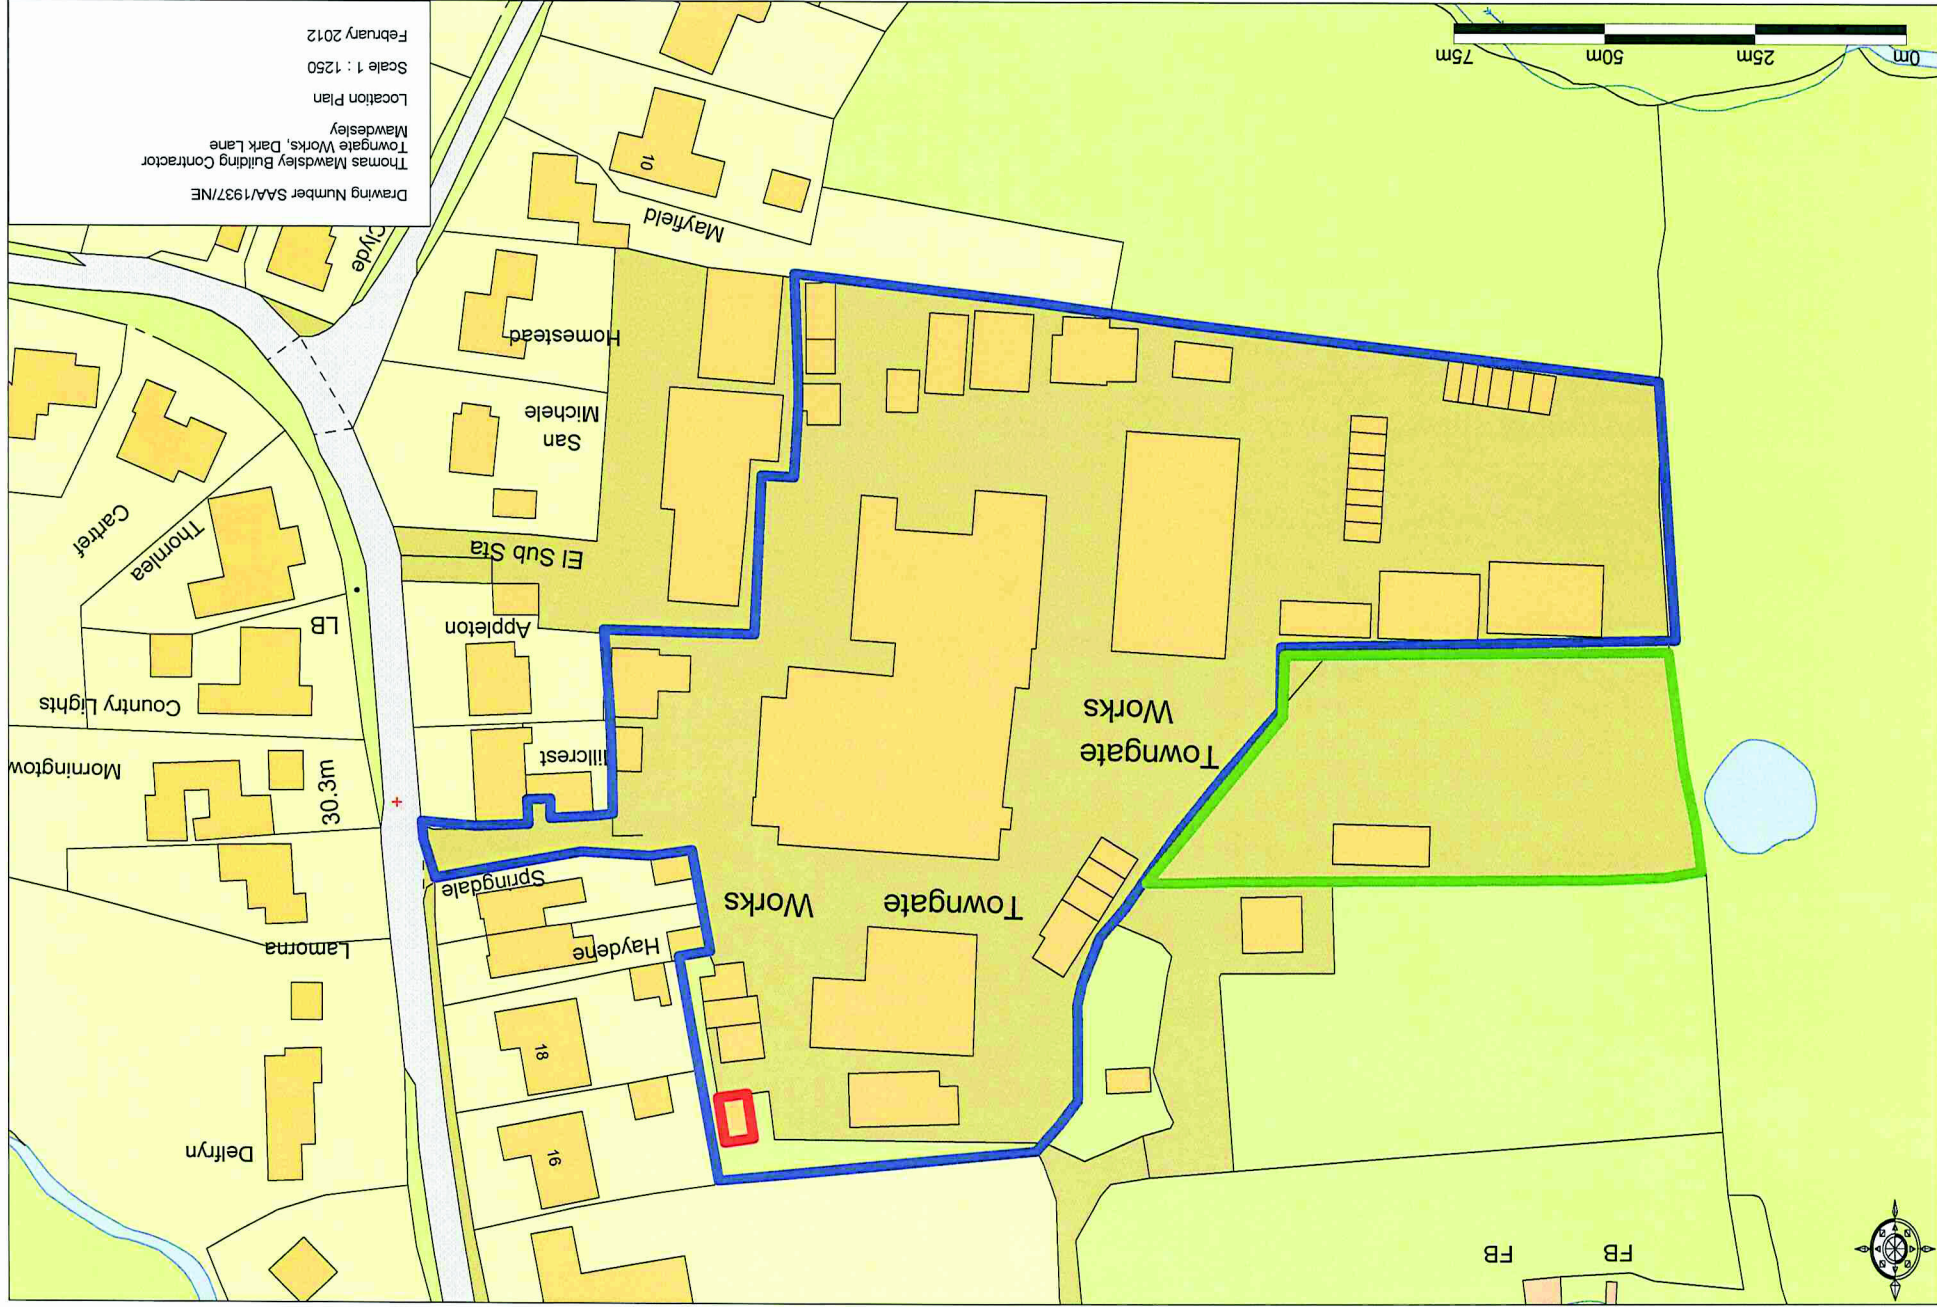 FB
FB
Delfryn
16
18
Lamorna
Haydene
Springdale
Towngate
Works
Morningtow
30.3m
Hillcrest
Towngate
Works
Country Lights
LB
Appleton
El Sub Sta
Thornlea
Cartref
San
Michele
Homestead
Clyde
Mayfield
10
0m
25m
50m
75m
Drawing Number SAA/1937/NE
Thomas Mawdsley Building Contractor
Towngate Works, Dark Lane
Mawdesley
Location Plan
Scale 1 : 1250
February 2012